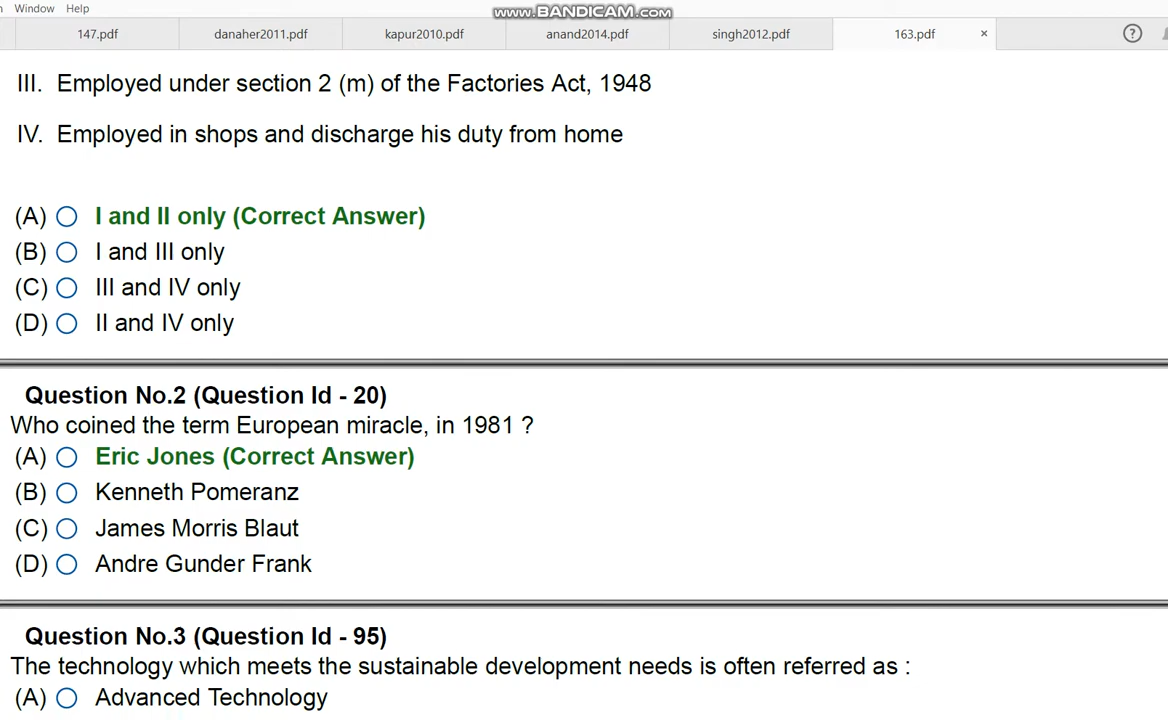 Window Help
www.BANDICAM.com
147.pdf danaher2011.pdf kapur2010.pdf anand2014.pdf singh2012.pdf 163.pdf × ?
III. Employed under section 2 (m) of the Factories Act, 1948
IV. Employed in shops and discharge his duty from home
(A) I and II only (Correct Answer)
(B) I and III only
(C) III and IV only
(D) II and IV only
Question No.2 (Question Id - 20)
Who coined the term European miracle, in 1981 ?
(A) Eric Jones (Correct Answer)
(B) Kenneth Pomeranz
(C) James Morris Blaut
(D) Andre Gunder Frank
Question No.3 (Question Id - 95)
The technology which meets the sustainable development needs is often referred as :
(A) Advanced Technology